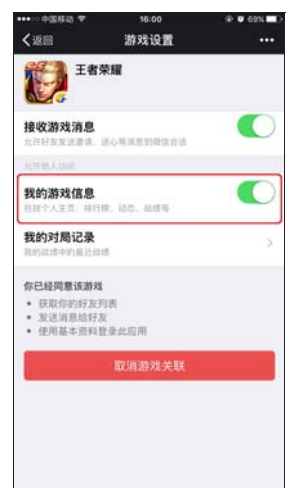 中国移动 16:00 69%
返回 游戏设置
王者荣耀
接收游戏消息
允许好友发送邀请、送心等消息到微信会话
允许他人访问
我的游戏信息
包括个人主页、排行榜、动态、战绩等
我的对局记录
我的战绩中的最近战绩
你已经同意该游戏
• 获取你的好友列表
• 发送消息给好友
• 使用基本资料登录此应用
取消游戏关联